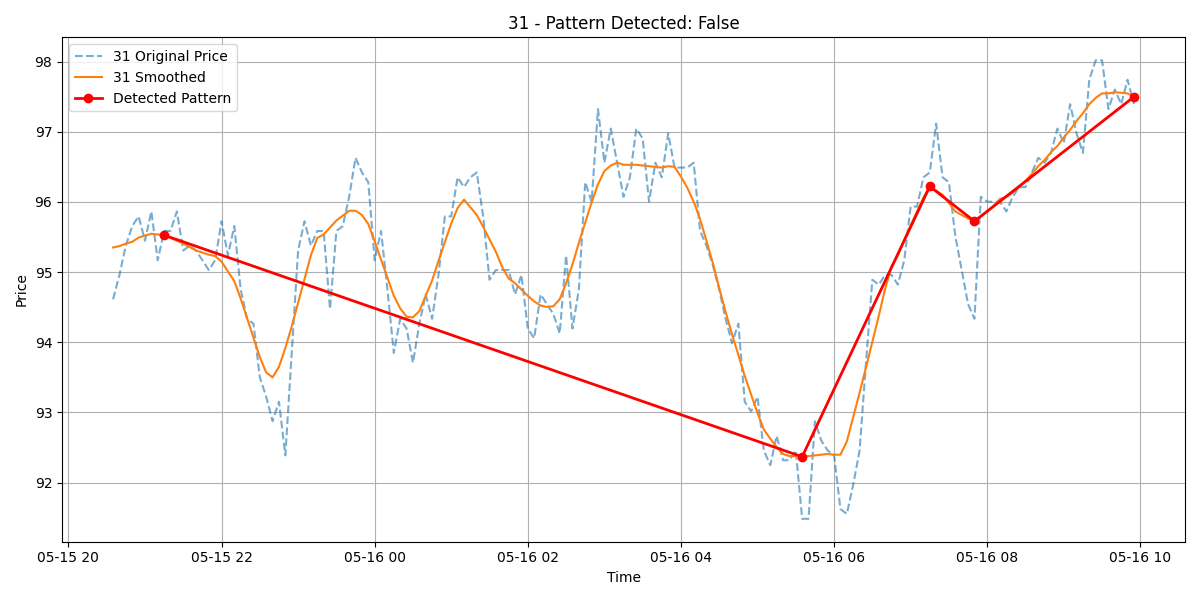 31 - Pattern Detected: False
31 Original Price
31 Smoothed
Detected Pattern
Price
98
97
96
95
94
93
92
05-15 20
05-15 22
05-16 00
05-16 02
05-16 04
05-16 06
05-16 08
05-16 10
Time